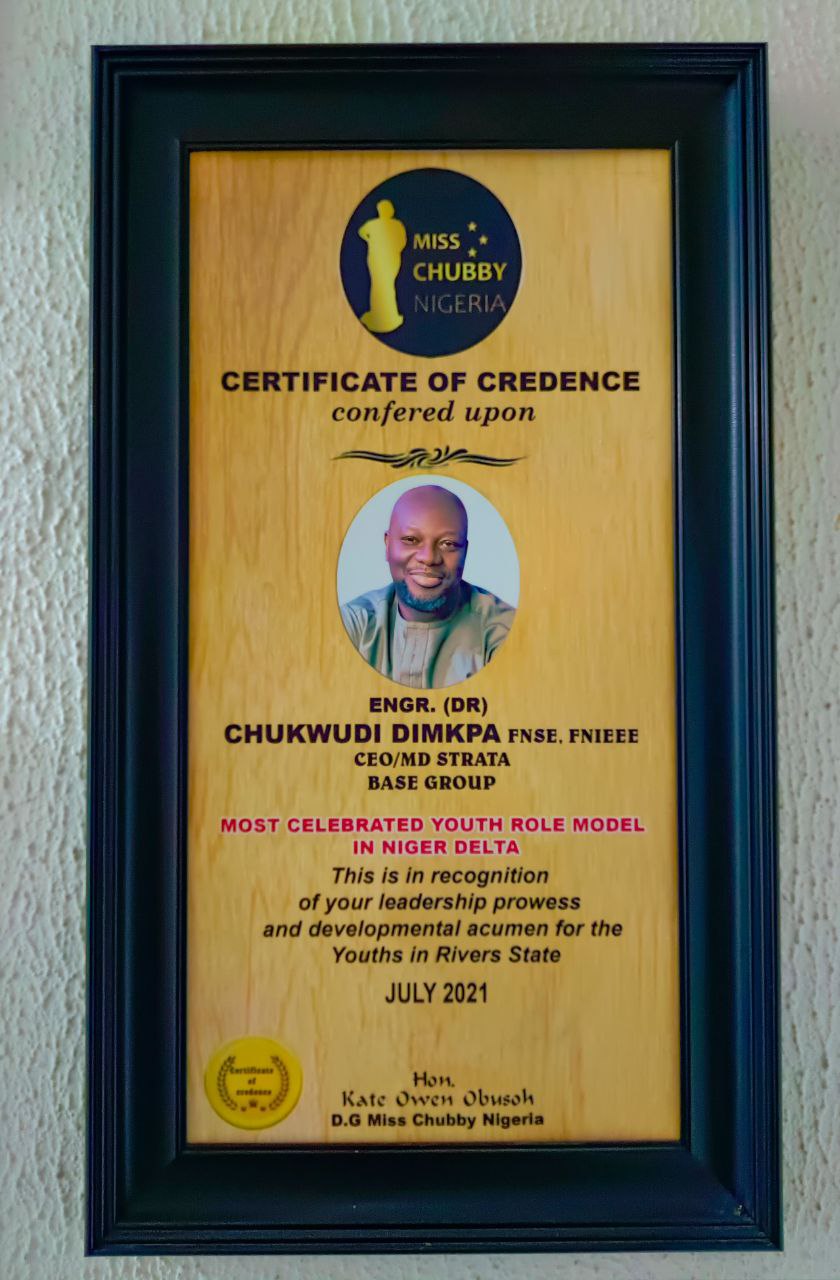 MISS
CHUBBY
NIGERIA
CERTIFICATE OF CREDENCE
confered upon
ENGR. (DR)
CHUKWUDI DIMKPA FNSE, FNIEEE
CEO/MD STRATA
BASE GROUP
MOST CELEBRATED YOUTH ROLE MODEL
IN NIGER DELTA
This is in recognition
of your leadership prowess
and developmental acumen for the
Youths in Rivers State
JULY 2021
Certificate
of
credence
Hon.
Kate Owen Obusoh
D.G Miss Chubby Nigeria